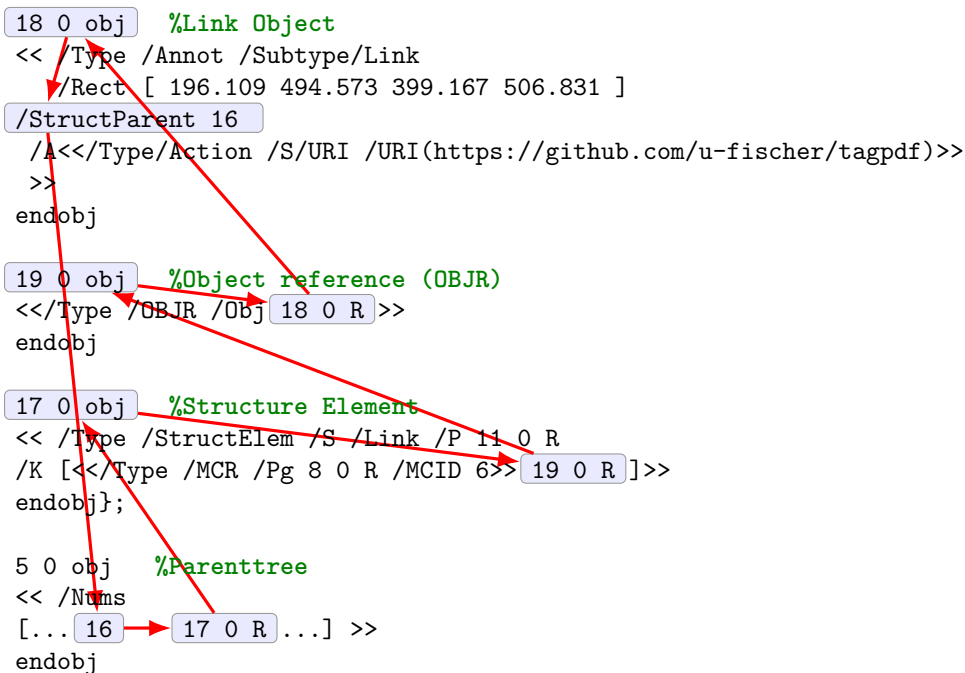 18 0 obj %Link Object
<< /Type /Annot /Subtype/Link
/Rect [ 196.109 494.573 399.167 506.831 ]
/StructParent 16
/A<</Type/Action /S/URI /URI(https://github.com/u-fischer/tagpdf)>>
>>
endobj
19 0 obj %Object reference (OBJR)
<</Type /OBJR /Obj 18 0 R >>
endobj
17 0 obj %Structure Element
<< /Type /StructElem /S /Link /P 11 0 R
/K [<</Type /MCR /Pg 8 0 R /MCID 6>> 19 0 R ]>>
endobj};
5 0 obj %Parenttree
<< /Nums
[... 16 17 0 R ...] >>
endobj